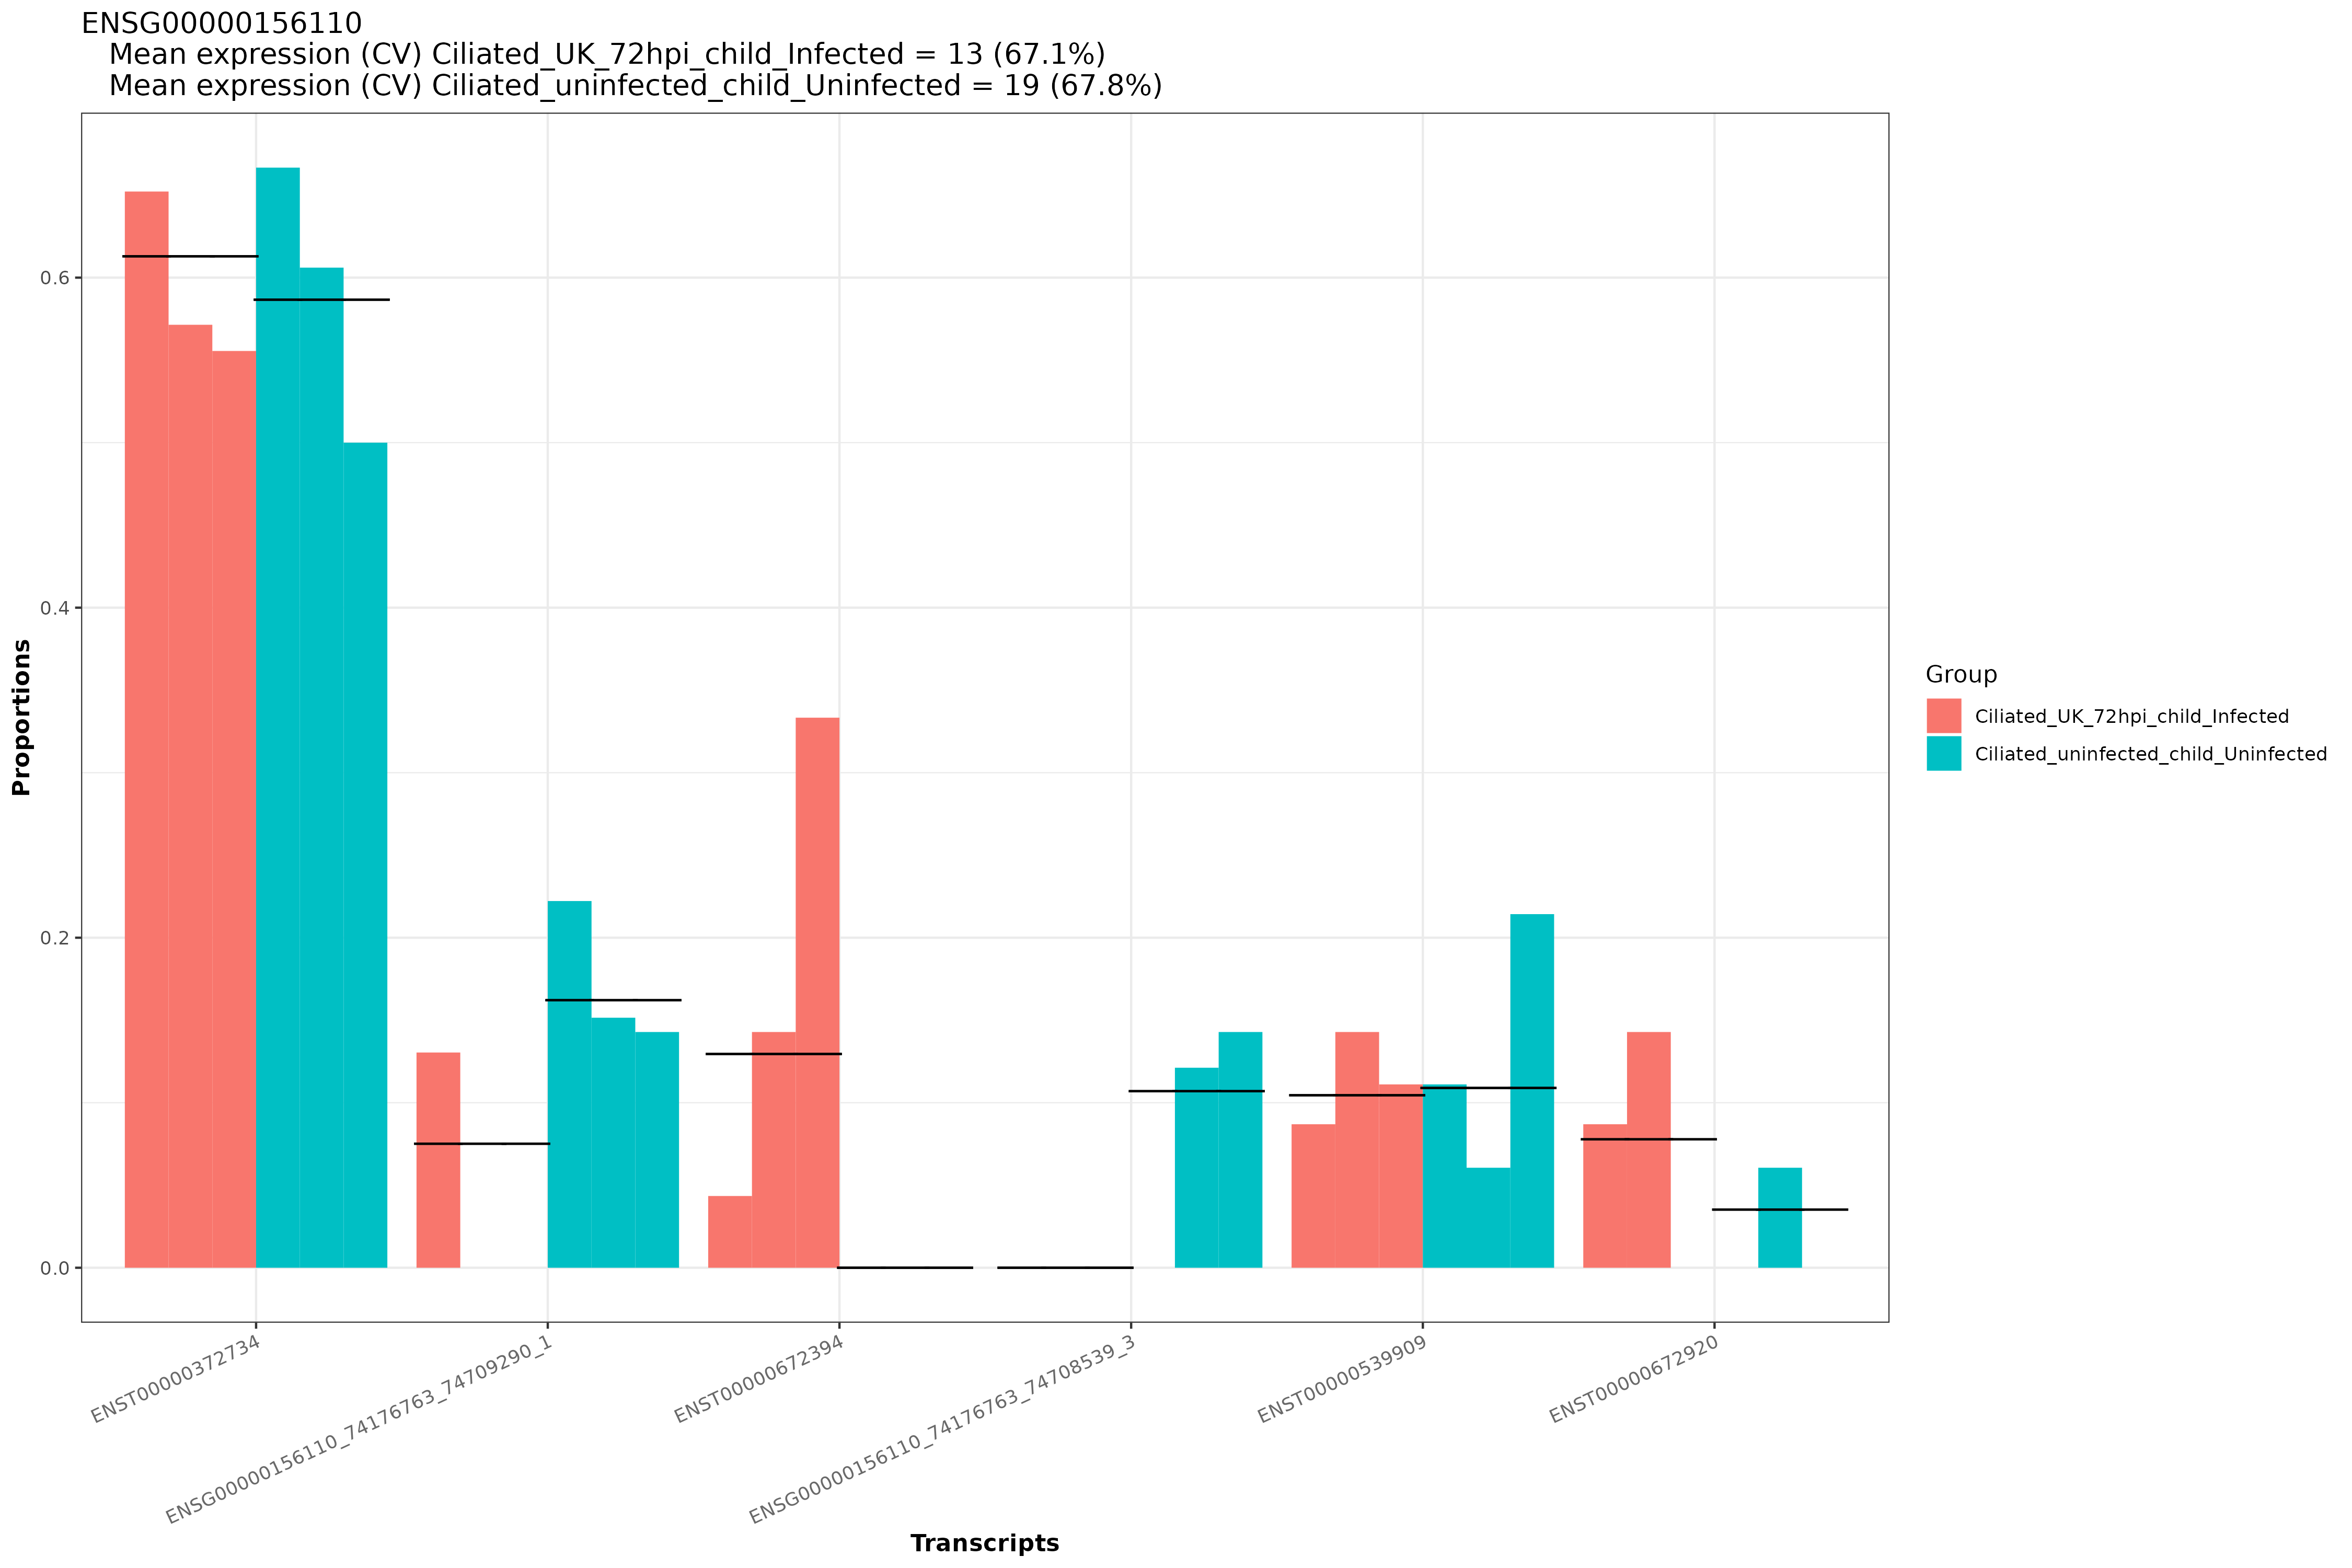 ENSG00000156110
Mean expression (CV) Ciliated_UK_72hpi_child_Infected = 13 (67.1%)
Mean expression (CV) Ciliated_uninfected_child_Uninfected = 19 (67.8%)
0.6
0.4
0.2
0.0
Proportions
ENST00000372734
ENSG00000156110_74176763_74709290_1
ENST00000672394
ENSG00000156110_74176763_74708539_3
ENST00000539909
ENST00000672920
Transcripts
Group
Ciliated_UK_72hpi_child_Infected
Ciliated_uninfected_child_Uninfected